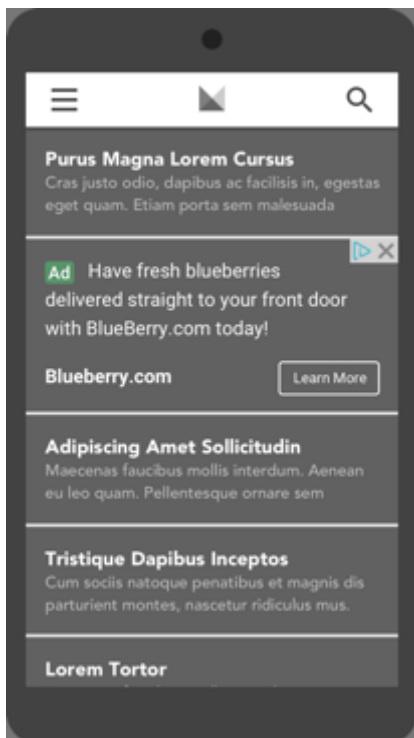 Purus Magna Lorem Cursus
Cras justo odio, dapibus ac facilisis in, egestas
eget quam. Etiam porta sem malesuada
Ad Have fresh blueberries
delivered straight to your front door
with BlueBerry.com today!
Blueberry.com Learn More
Adipiscing Amet Sollicitudin
Maecenas faucibus mollis interdum. Aenean
eu leo quam. Pellentesque ornare sem
Tristique Dapibus Inceptos
Cum sociis natoque penatibus et magnis dis
parturient montes, nascetur ridiculus mus.
Lorem Tortor